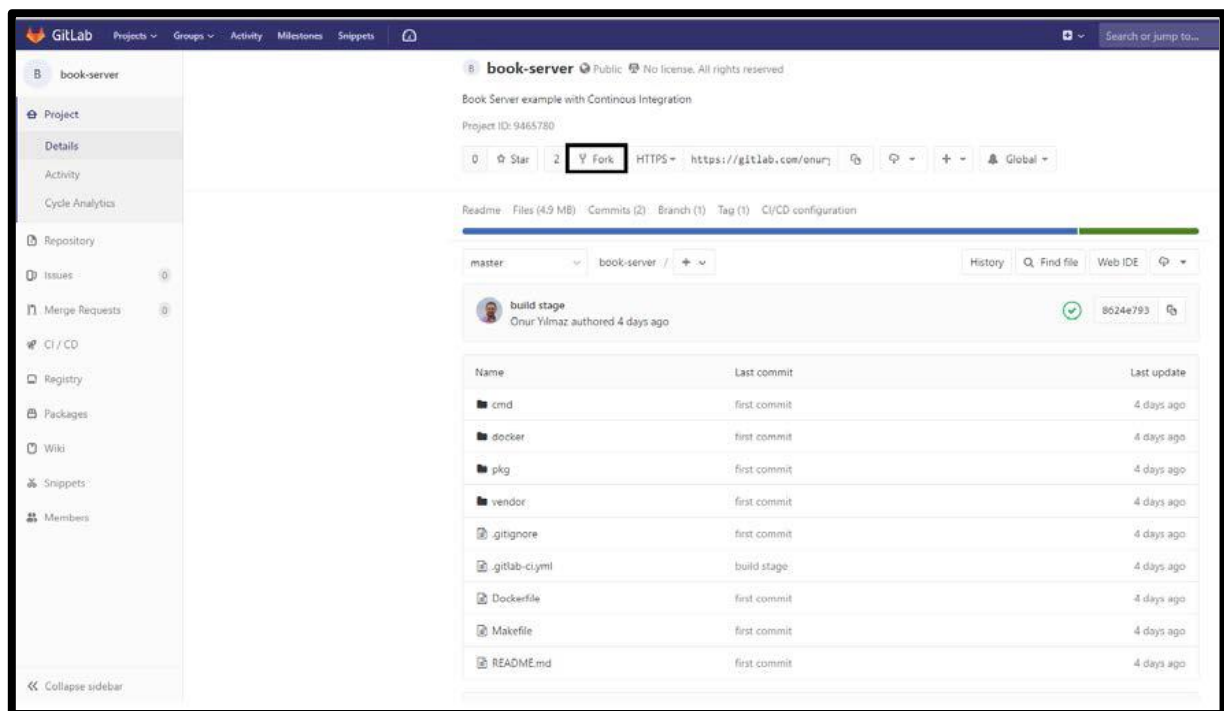 GitLab Projects Groups Activity Milestones Snippets Search or jump to...
B book-server
Project
Details
Activity
Cycle Analytics
Repository
Issues 0
Merge Requests 0
CI / CD
Registry
Packages
Wiki
Snippets
Members
Collapse sidebar
B book-server Public No license. All rights reserved
Book Server example with Continous Integration
Project ID: 9465780
0 Star 2 Fork HTTPS https://gitlab.com/onury Global
Readme Files (4.9 MB) Commits (2) Branch (1) Tag (1) CI/CD configuration
master book-server / + History Find file Web IDE
build stage
Onur Yılmaz authored 4 days ago 8624e793
Name Last commit Last update
cmd first commit 4 days ago
docker first commit 4 days ago
pkg first commit 4 days ago
vendor first commit 4 days ago
.gitignore first commit 4 days ago
.gitlab-ci.yml build stage 4 days ago
Dockerfile first commit 4 days ago
Makefile first commit 4 days ago
README.md first commit 4 days ago